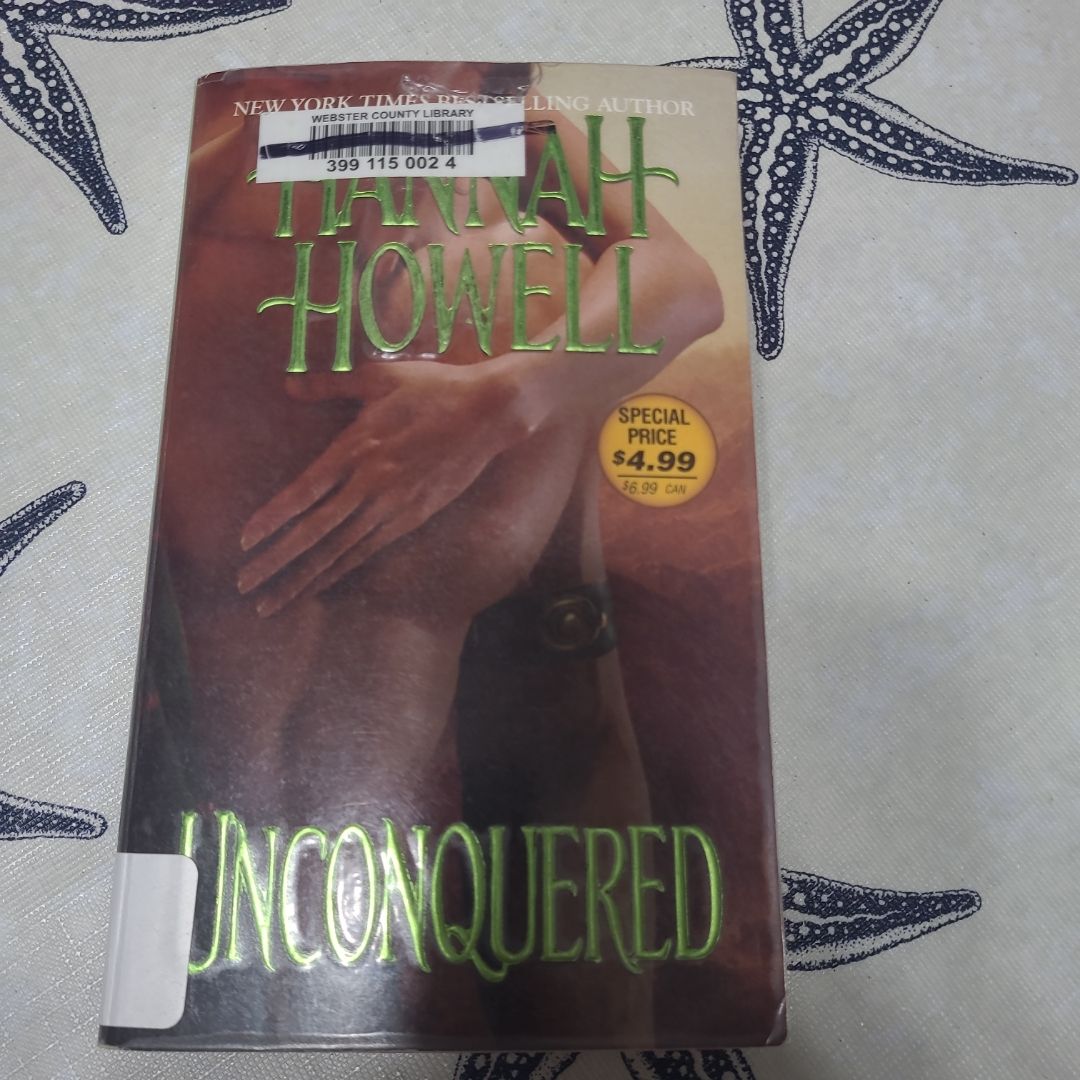 NEW YORK TIMES BESTSELLING AUTHOR
WEBSTER COUNTY LIBRARY
399 115 002 4
HANNAH
HOWELL
SPECIAL
PRICE
$4.99
$6.99 CAN
UNCONQUERED